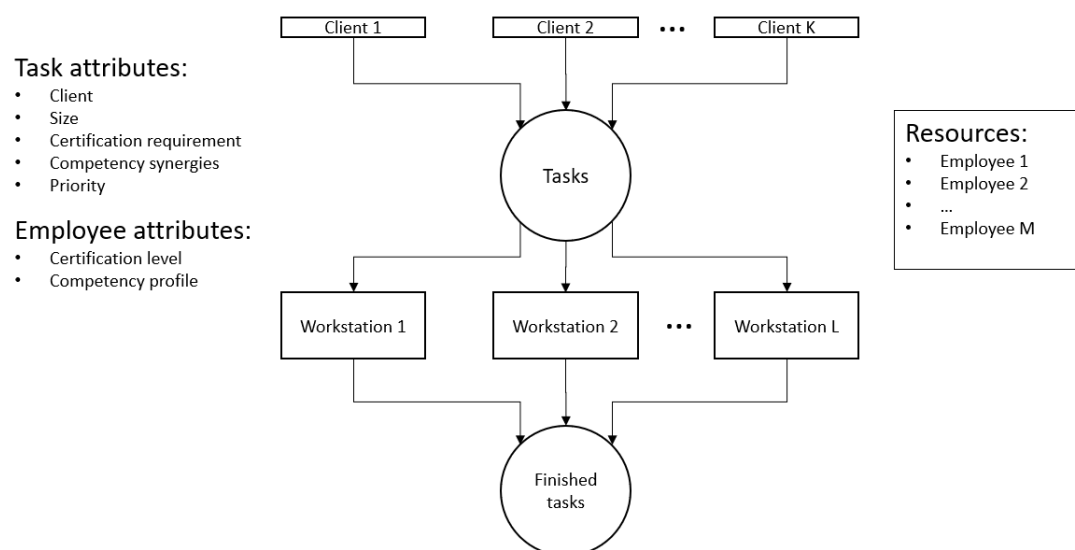 Client 1
Client 2
•••
Client K
Task attributes:
• Client
• Size
• Certification requirement
• Competency synergies
• Priority
Employee attributes:
• Certification level
• Competency profile
Tasks
Resources:
• Employee 1
• Employee 2
• ...
• Employee M
Workstation 1
Workstation 2
•••
Workstation L
Finished
tasks